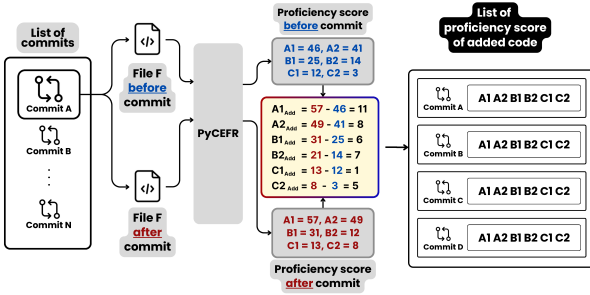 List of
commits
Commit A
Commit B
Commit N
File F
before
commit
File F
after
commit
PyCEFR
Proficiency score
before commit
A1 = 46, A2 = 41
B1 = 25, B2 = 14
C1 = 12, C2 = 3
A1Add = 57 - 46 = 11
A2Add = 49 - 41 = 8
B1Add = 31 - 25 = 6
B2Add = 21 - 14 = 7
C1Add = 13 - 12 = 1
C2Add = 8 - 3 = 5
A1 = 57, A2 = 49
B1 = 31, B2 = 12
C1 = 13, C2 = 8
Proficiency score
after commit
List of
proficiency score
of added code
Commit A
A1 A2 B1 B2 C1 C2
Commit B
A1 A2 B1 B2 C1 C2
Commit C
A1 A2 B1 B2 C1 C2
Commit D
A1 A2 B1 B2 C1 C2